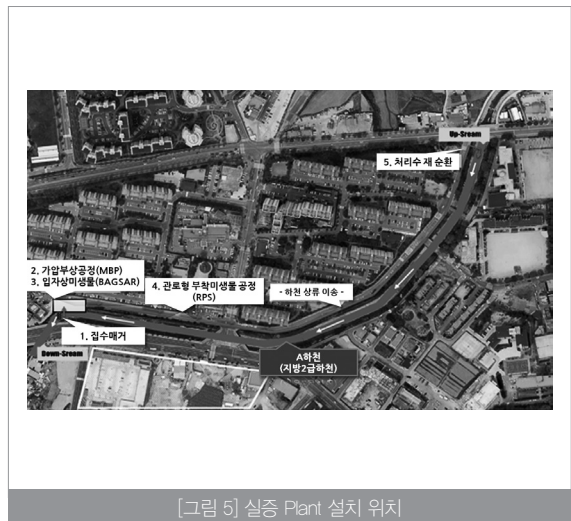 Up-Sream
5. 처리수 재 순환
2. 가압부상공정(MBP)
3. 입자상미생물(BAGSAR)
4. 관로형 부착미생물 공정
(RPS)
- 하천 상류 이송 -
1. 집수매거
Down-Sream
A하천
(지방2급하천)
[그림 5] 실증 Plant 설치 위치